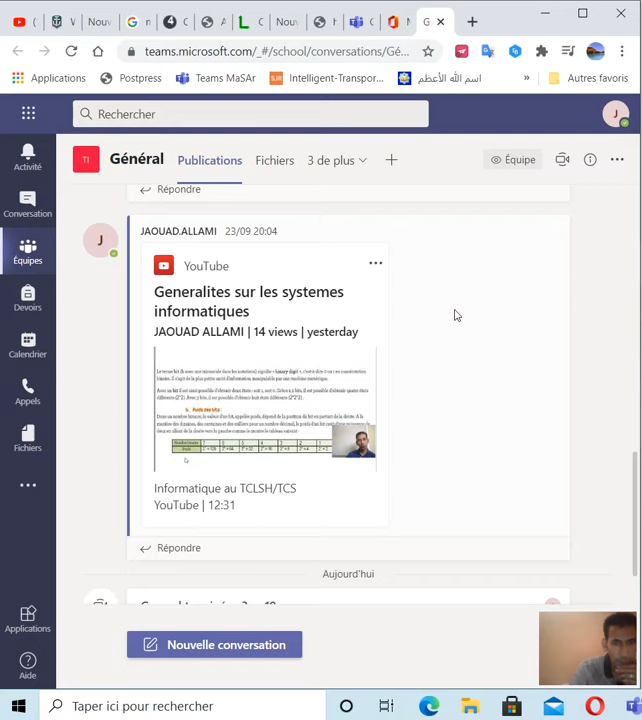 Nouv
teams.microsoft.com/_#/school/conversations/Gé...
Applications
Postpress
Teams MaSAr
Intelligent-Transpor...
اسم الله الأعظم
»
Autres favoris
Rechercher
J
Activité
Conversation
Équipes
Devoirs
Calendrier
Appels
Fichiers
Applications
Aide
TI
Général
Publications
Fichiers
3 de plus
Équipe
Répondre
J
JAOUAD.ALLAMI 23/09 20:04
YouTube
Generalites sur les systemes
informatiques
JAOUAD ALLAMI | 14 views | yesterday
Informatique au TCLSH/TCS
YouTube | 12:31
Répondre
Aujourd'hui
Nouvelle conversation
Taper ici pour rechercher